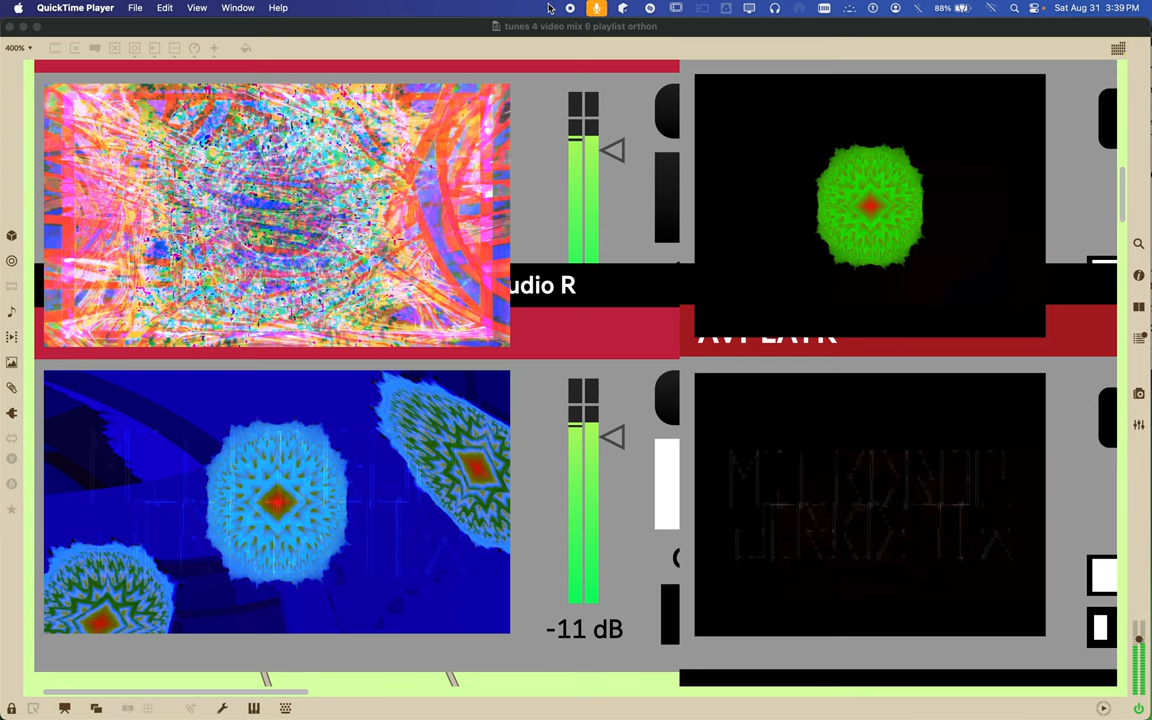 QuickTime Player File Edit View Window Help 88% Sat Aug 31 3:39 PM
tunes 4 video mix 6 playlist orthon
400%
udio R
-11 dB